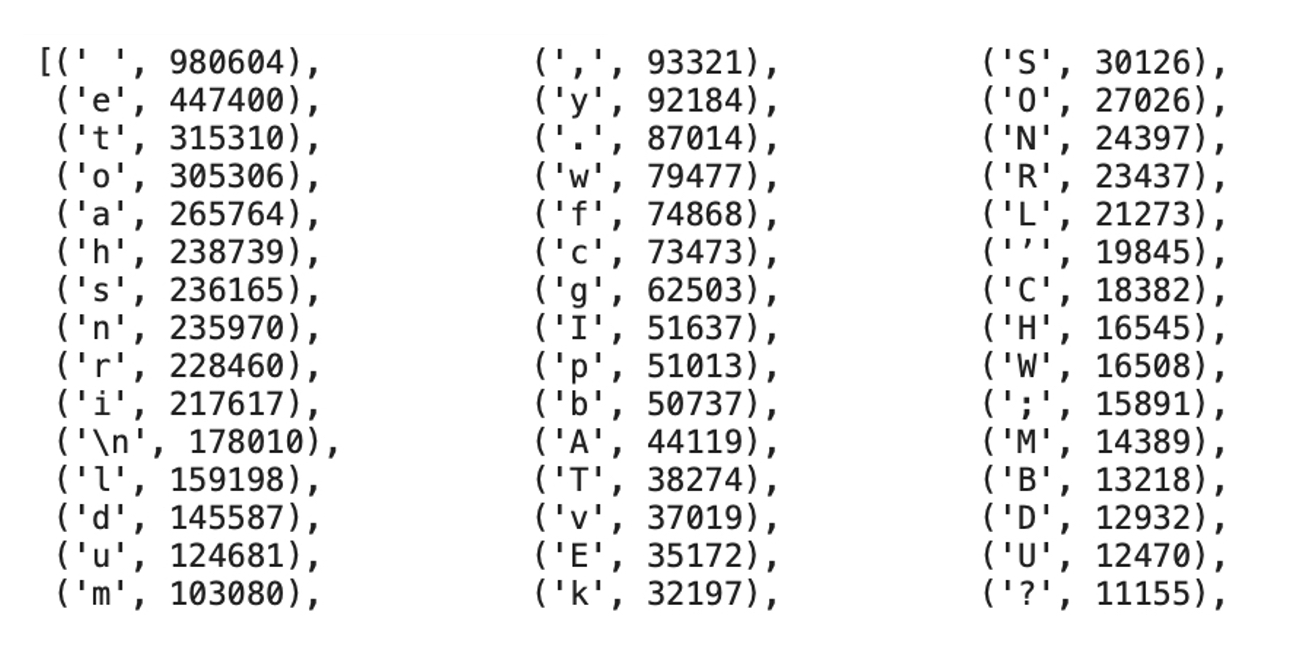 [(' ', 980604),
('e', 447400),
('t', 315310),
('o', 305306),
('a', 265764),
('h', 238739),
('s', 236165),
('n', 235970),
('r', 228460),
('i', 217617),
('\n', 178010),
('l', 159198),
('d', 145587),
('u', 124681),
('m', 103080),
(',', 93321),
('y', 92184),
('.', 87014),
('w', 79477),
('f', 74868),
('c', 73473),
('g', 62503),
('I', 51637),
('p', 51013),
('b', 50737),
('A', 44119),
('T', 38274),
('v', 37019),
('E', 35172),
('k', 32197),
('S', 30126),
('O', 27026),
('N', 24397),
('R', 23437),
('L', 21273),
('’', 19845),
('C', 18382),
('H', 16545),
('W', 16508),
(';', 15891),
('M', 14389),
('B', 13218),
('D', 12932),
('U', 12470),
('?', 11155),